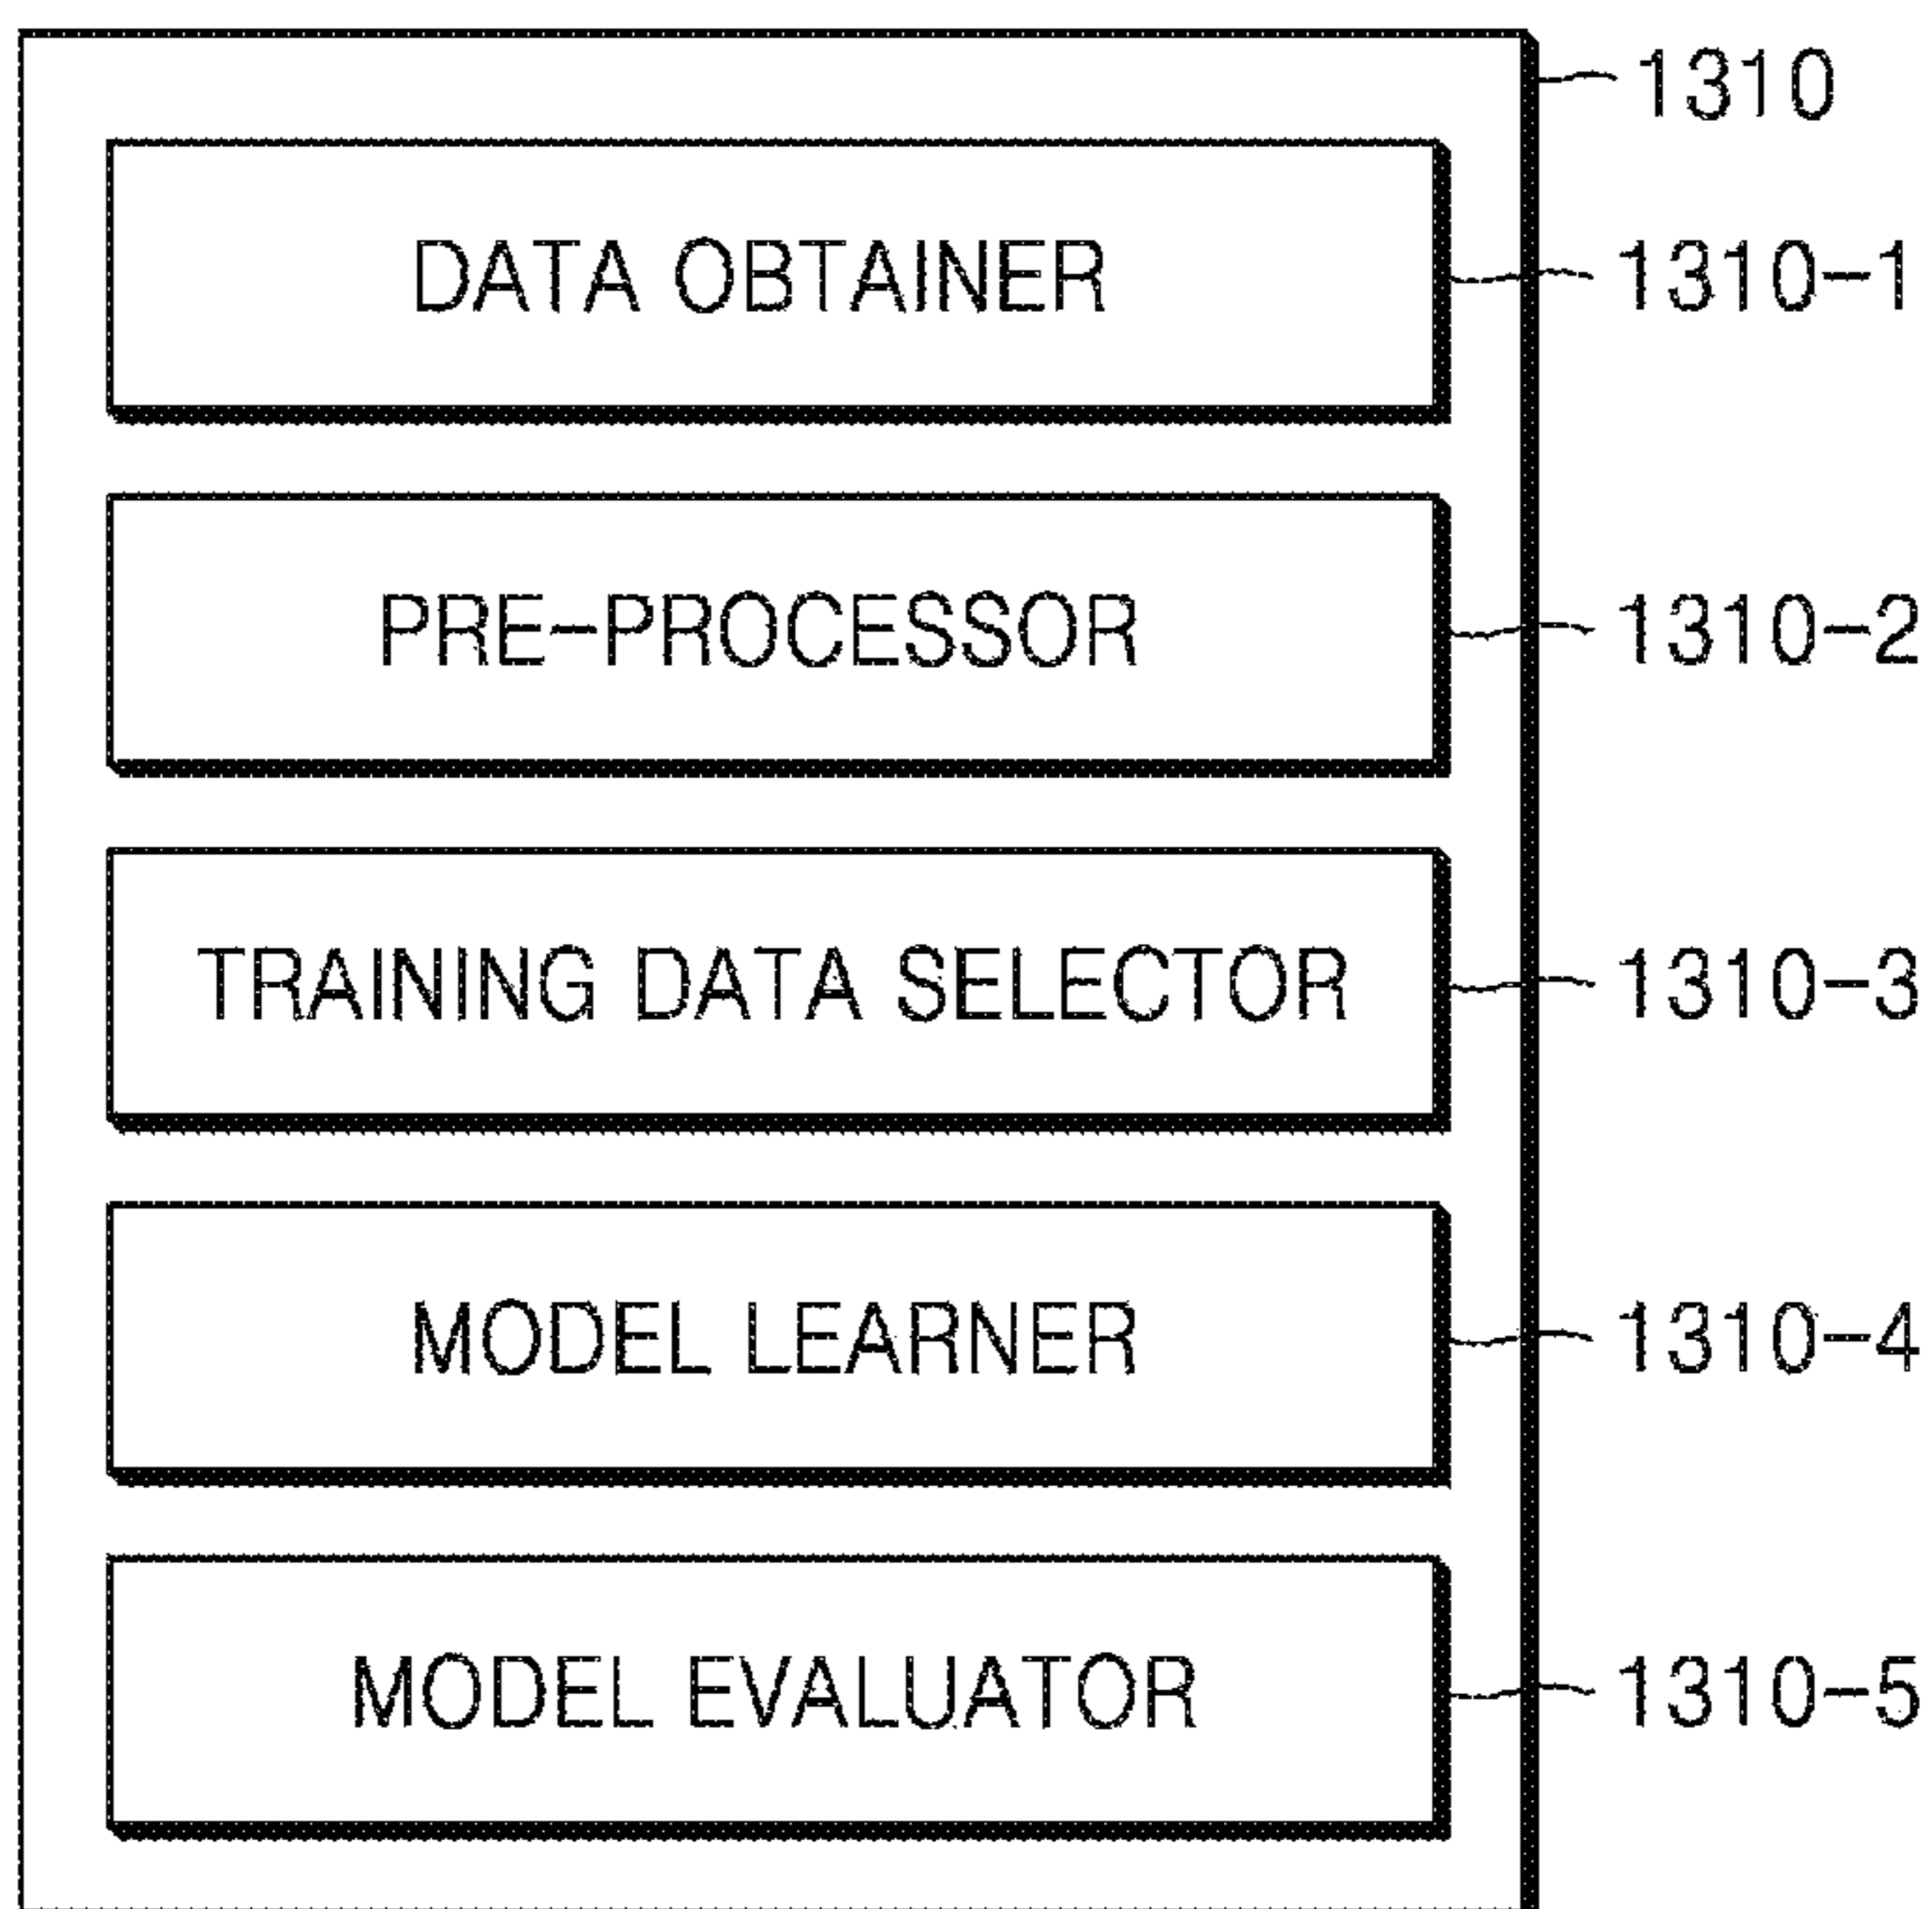 1310
DATA OBTAINER 1310-1
PRE-PROCESSOR 1310-2
TRAINING DATA SELECTOR 1310-3
MODEL LEARNER 1310-4
MODEL EVALUATOR 1310-5